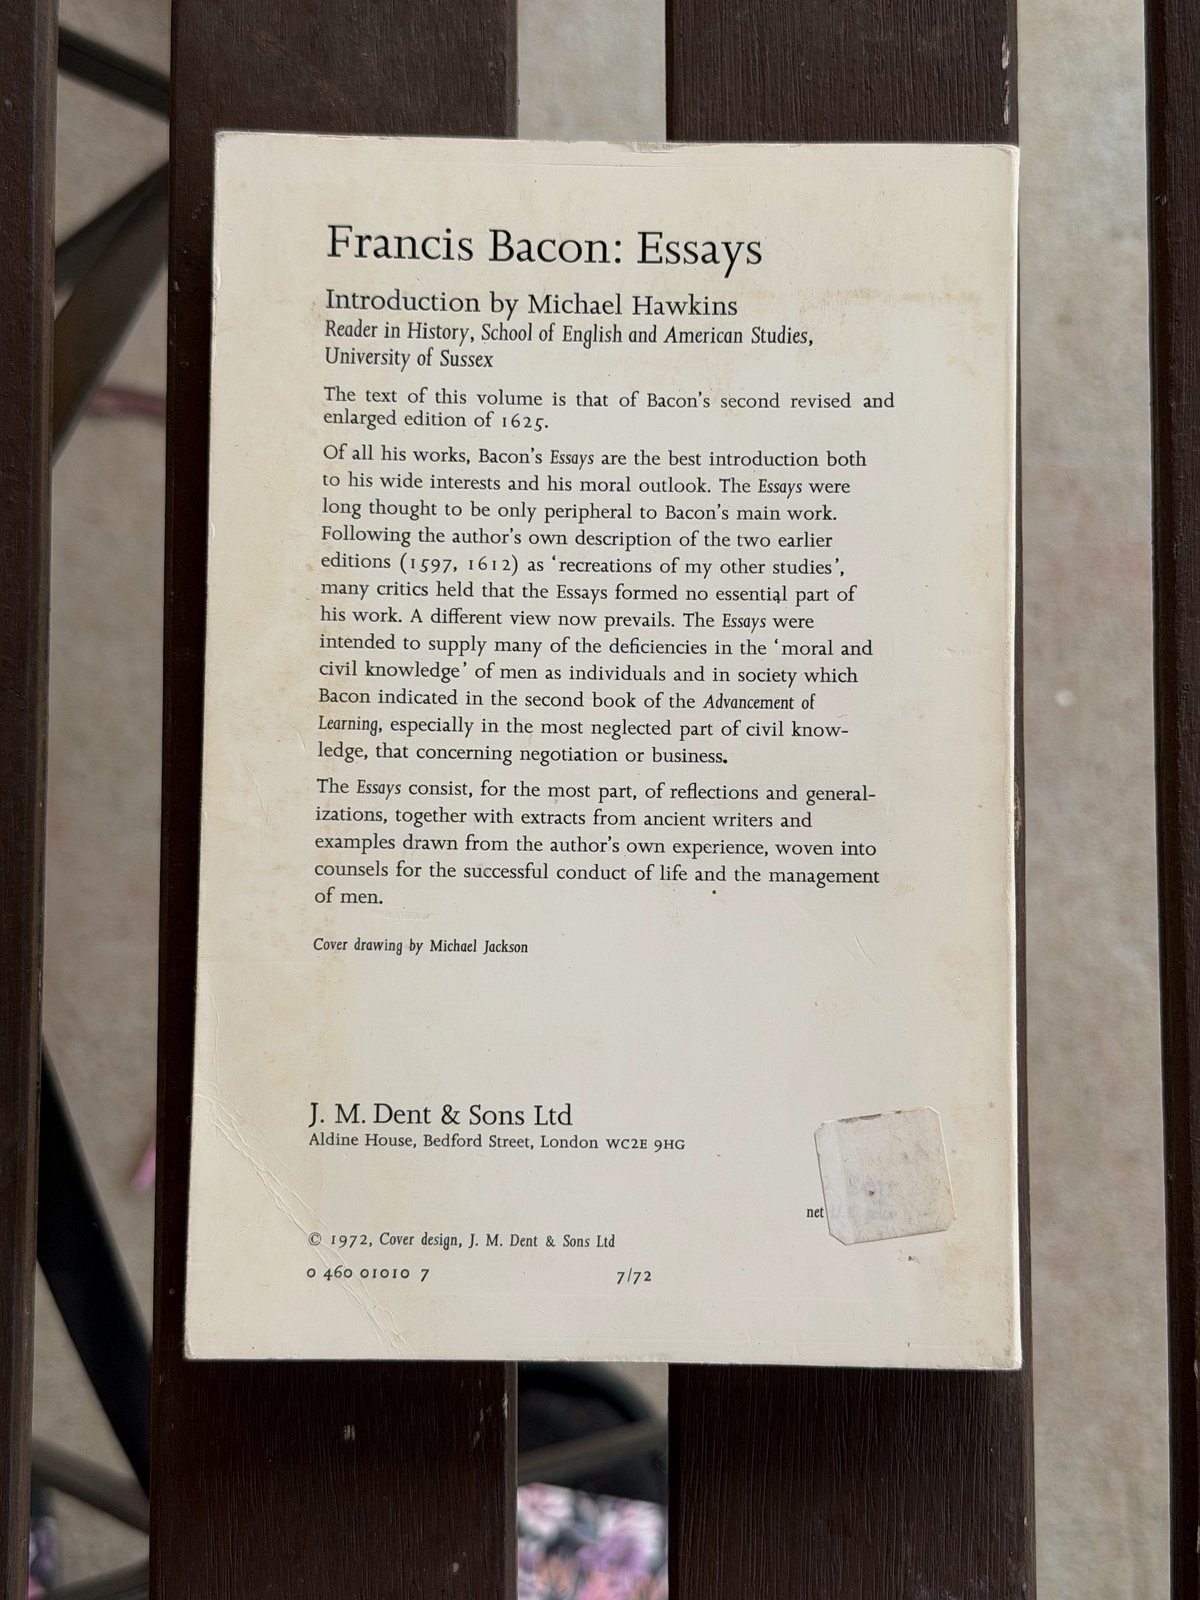 Francis Bacon: Essays
Introduction by Michael Hawkins
Reader in History, School of English and American Studies,
University of Sussex
The text of this volume is that of Bacon's second revised and
enlarged edition of 1625.
Of all his works, Bacon's Essays are the best introduction both
to his wide interests and his moral outlook. The Essays were
long thought to be only peripheral to Bacon's main work.
Following the author's own description of the two earlier
editions (1597, 1612) as ‘recreations of my other studies’,
many critics held that the Essays formed no essential part of
his work. A different view now prevails. The Essays were
intended to supply many of the deficiencies in the ‘moral and
civil knowledge’ of men as individuals and in society which
Bacon indicated in the second book of the Advancement of
Learning, especially in the most neglected part of civil know-
ledge, that concerning negotiation or business.
The Essays consist, for the most part, of reflections and general-
izations, together with extracts from ancient writers and
examples drawn from the author's own experience, woven into
counsels for the successful conduct of life and the management
of men.
Cover drawing by Michael Jackson
J. M. Dent & Sons Ltd
Aldine House, Bedford Street, London WC2E 9HG
net
© 1972, Cover design, J. M. Dent & Sons Ltd
0 460 01010 7 7/72